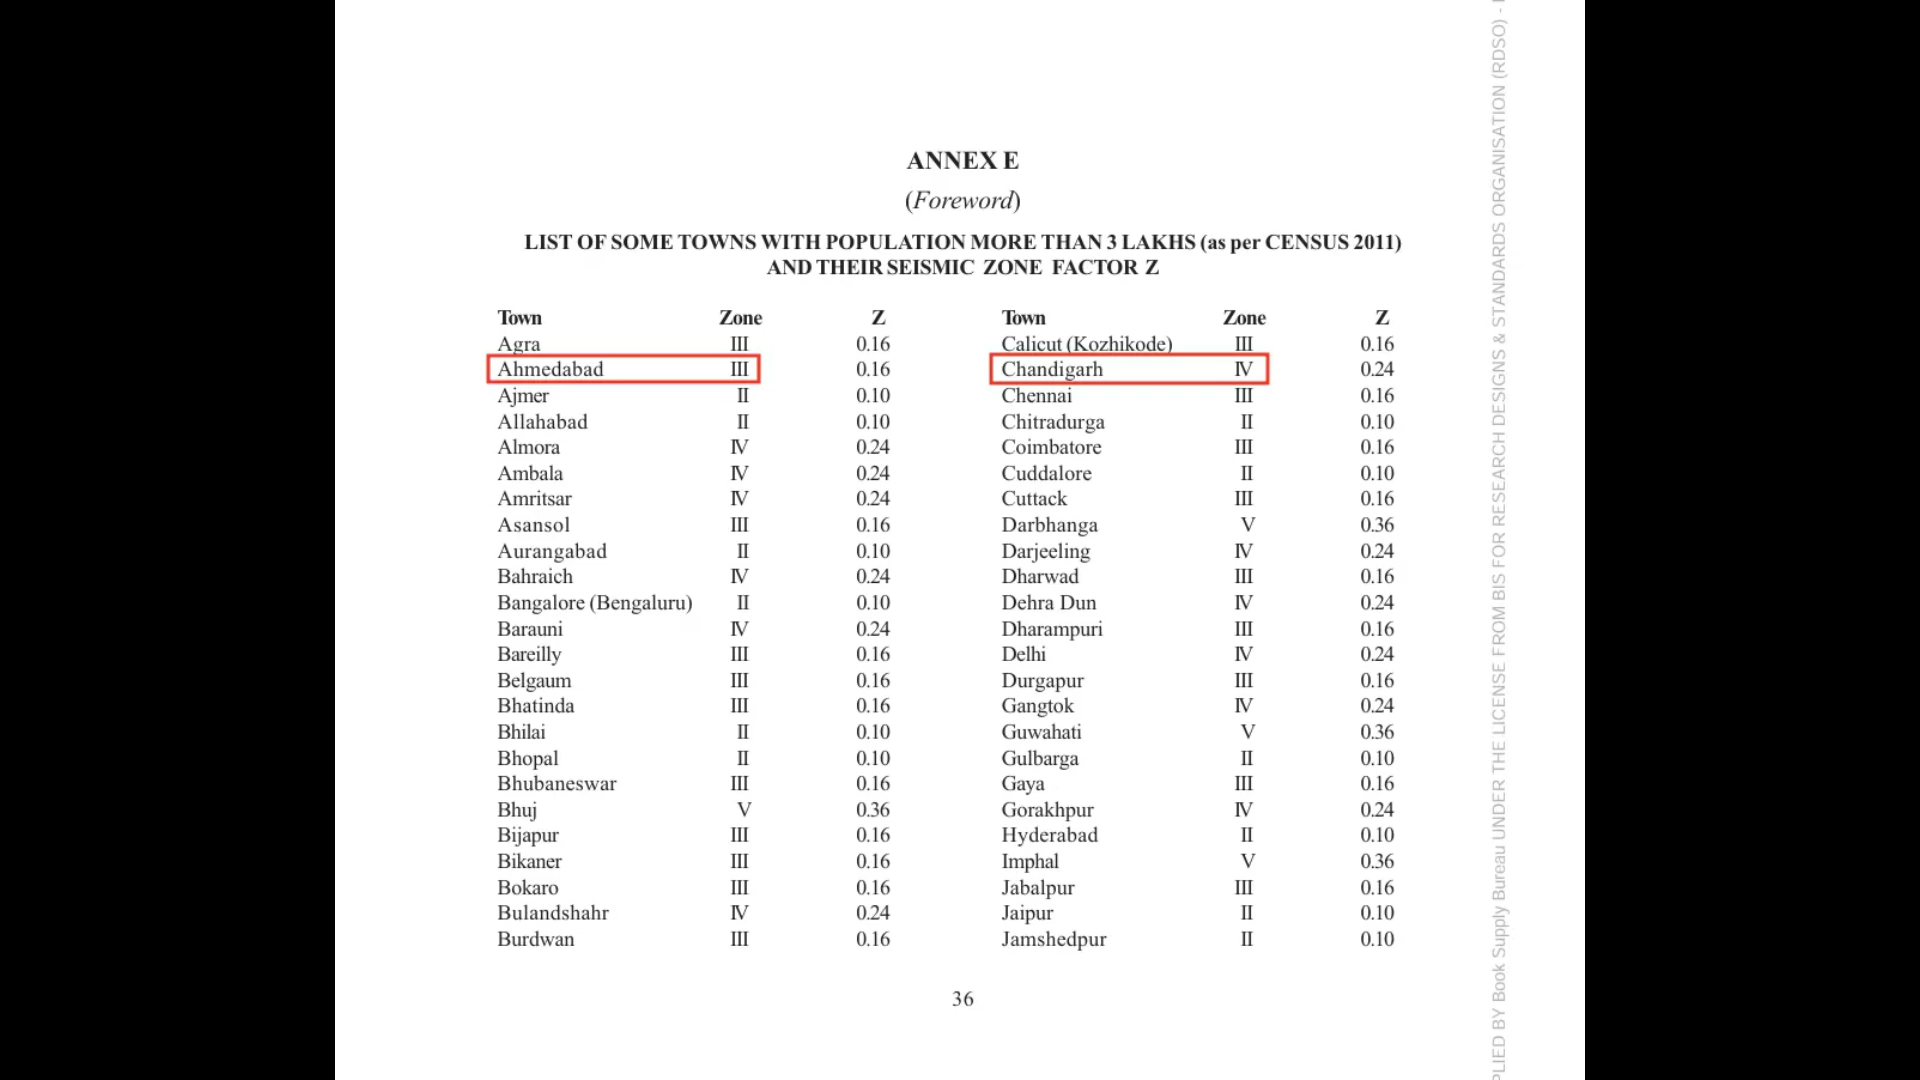 ANNEX E
(Foreword)
LIST OF SOME TOWNS WITH POPULATION MORE THAN 3 LAKHS (as per CENSUS 2011)
AND THEIR SEISMIC ZONE FACTOR Z
Town Zone Z
Agra III 0.16
Ahmedabad III 0.16
Ajmer II 0.10
Allahabad II 0.10
Almora IV 0.24
Ambala IV 0.24
Amritsar IV 0.24
Asansol III 0.16
Aurangabad II 0.10
Bahraich IV 0.24
Bangalore (Bengaluru) II 0.10
Barauni IV 0.24
Bareilly III 0.16
Belgaum III 0.16
Bhatinda III 0.16
Bhilai II 0.10
Bhopal II 0.10
Bhubaneswar III 0.16
Bhuj V 0.36
Bijapur III 0.16
Bikaner III 0.16
Bokaro III 0.16
Bulandshahr IV 0.24
Burdwan III 0.16
Town Zone Z
Calicut (Kozhikode) III 0.16
Chandigarh IV 0.24
Chennai III 0.16
Chitradurga II 0.10
Coimbatore III 0.16
Cuddalore II 0.10
Cuttack III 0.16
Darbhanga V 0.36
Darjeeling IV 0.24
Dharwad III 0.16
Dehra Dun IV 0.24
Dharampuri III 0.16
Delhi IV 0.24
Durgapur III 0.16
Gangtok IV 0.24
Guwahati V 0.36
Gulbarga II 0.10
Gaya III 0.16
Gorakhpur IV 0.24
Hyderabad II 0.10
Imphal V 0.36
Jabalpur III 0.16
Jaipur II 0.10
Jamshedpur II 0.10
36
PLIED BY Book Supply Bureau UNDER THE LICENSE FROM BIS FOR RESEARCH DESIGNS & STANDARDS ORGANISATION (RDSO) -